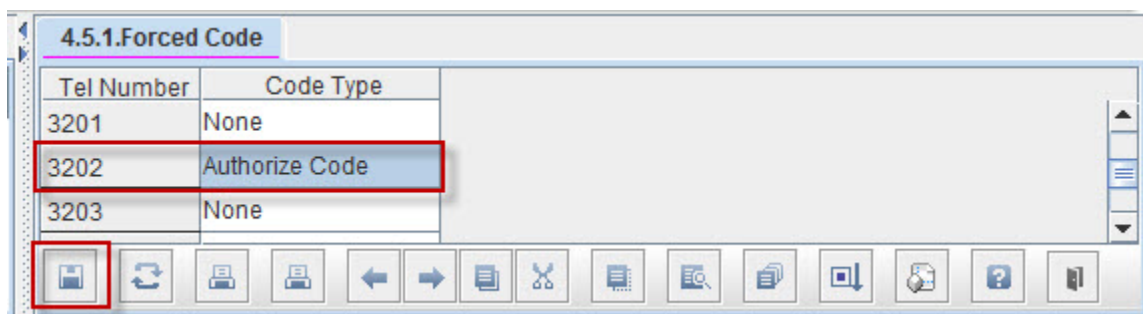 4.5.1.Forced Code
Tel Number Code Type
3201 None
3202 Authorize Code
3203 None